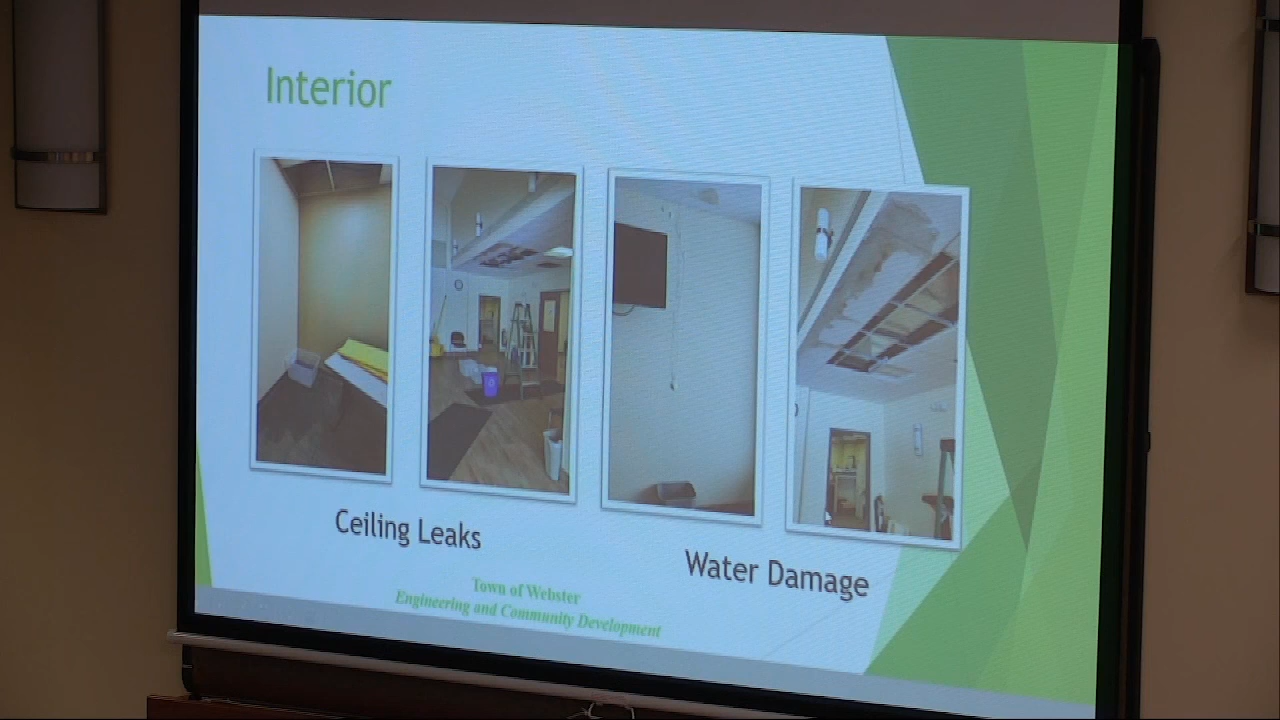 Interior
Ceiling Leaks
Water Damage
Town of Webster
Engineering and Community Development